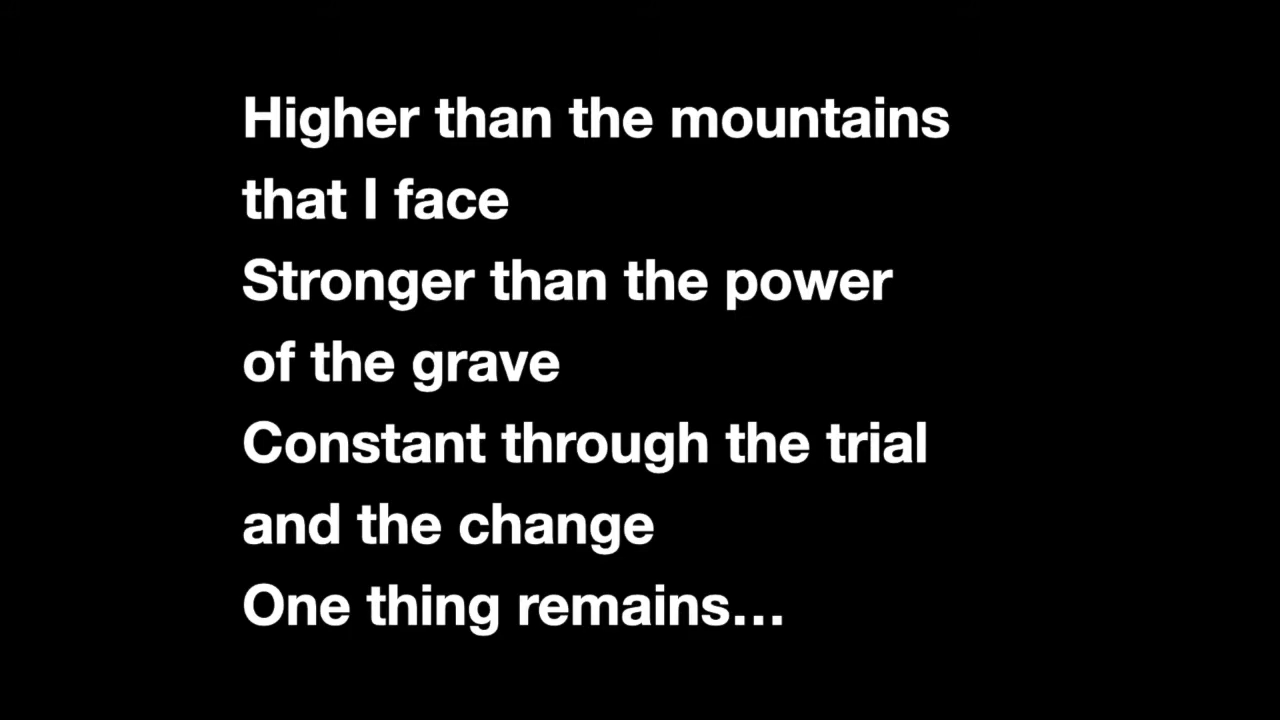 Higher than the mountains
that I face
Stronger than the power
of the grave
Constant through the trial
and the change
One thing remains…